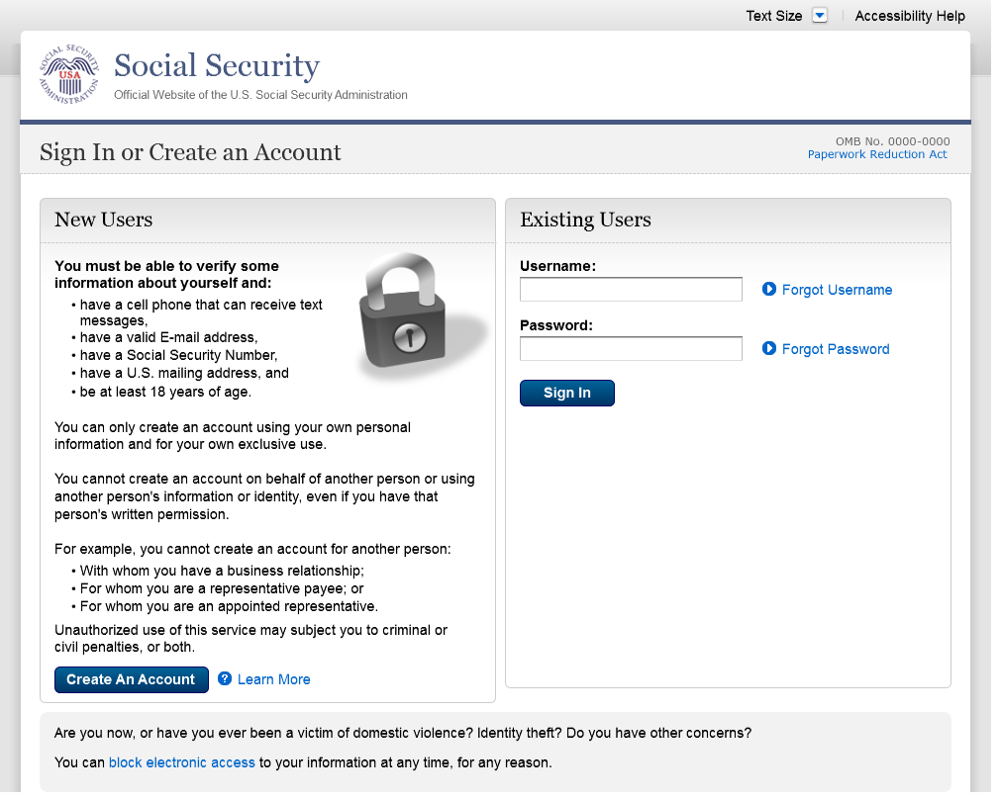 Text Size
Accessibility Help
SOCIAL SECURITY ADMINISTRATION
USA
Social Security
Official Website of the U.S. Social Security Administration
Sign In or Create an Account
OMB No. 0000-0000
Paperwork Reduction Act
New Users
You must be able to verify some
information about yourself and:
• have a cell phone that can receive text
messages,
• have a valid E-mail address,
• have a Social Security Number,
• have a U.S. mailing address, and
• be at least 18 years of age.
You can only create an account using your own personal
information and for your own exclusive use.
You cannot create an account on behalf of another person or using
another person's information or identity, even if you have that
person's written permission.
For example, you cannot create an account for another person:
• With whom you have a business relationship;
• For whom you are a representative payee; or
• For whom you are an appointed representative.
Unauthorized use of this service may subject you to criminal or
civil penalties, or both.
Create An Account
? Learn More
Existing Users
Username:
Forgot Username
Password:
Forgot Password
Sign In
Are you now, or have you ever been a victim of domestic violence? Identity theft? Do you have other concerns?
You can block electronic access to your information at any time, for any reason.